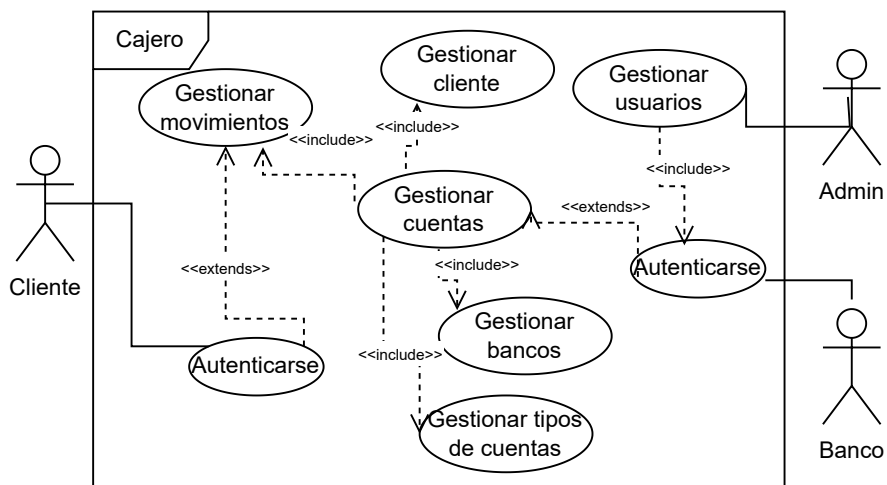 Cajero
Gestionar
cliente
Gestionar
usuarios
Gestionar
movimientos
<<include>>
<<include>>
<<include>>
Admin
Gestionar
cuentas
<<extends>>
Cliente
<<extends>>
<<include>>
Autenticarse
Gestionar
bancos
<<include>>
Autenticarse
Gestionar tipos
de cuentas
Banco